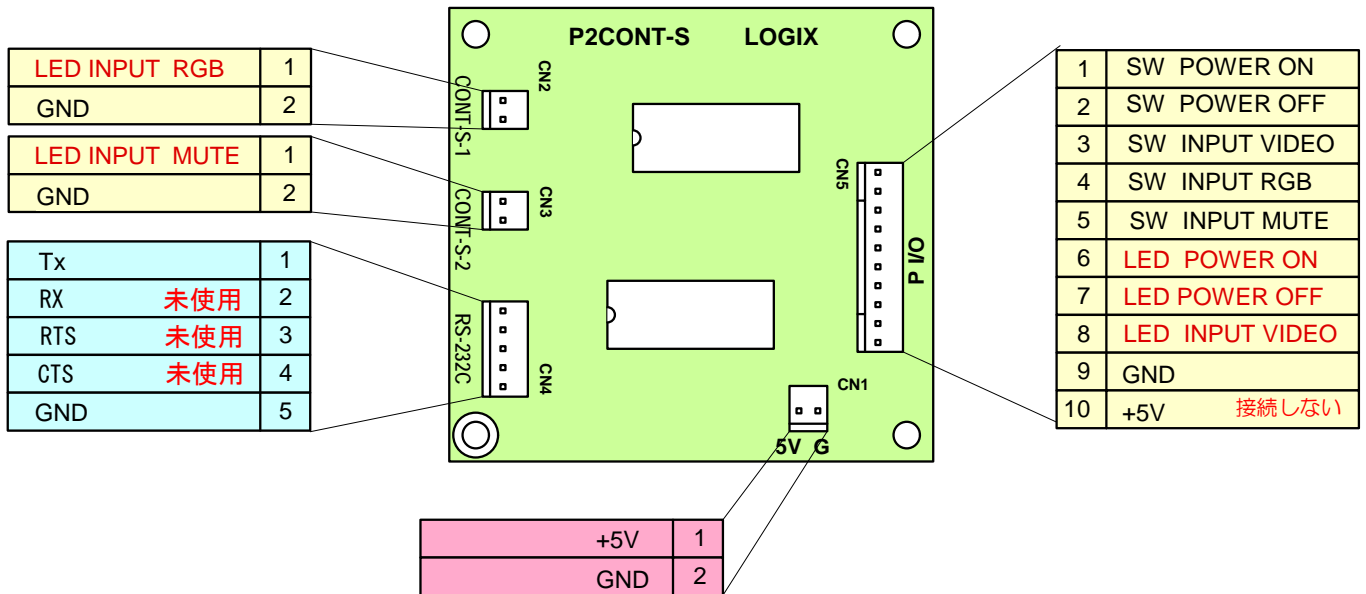 P2CONT-S LOGIX
LED INPUT RGB 1
GND 2
LED INPUT MUTE 1
GND 2
Tx 1
RX 未使用 2
RTS 未使用 3
CTS 未使用 4
GND 5
CN2
CONT-S-1
CN3
CONT-S-2
RS-232C
CN4
CN5
P I/O
CN1
5V G
1 SW POWER ON
2 SW POWER OFF
3 SW INPUT VIDEO
4 SW INPUT RGB
5 SW INPUT MUTE
6 LED POWER ON
7 LED POWER OFF
8 LED INPUT VIDEO
9 GND
10 +5V 接続しない
+5V 1
GND 2